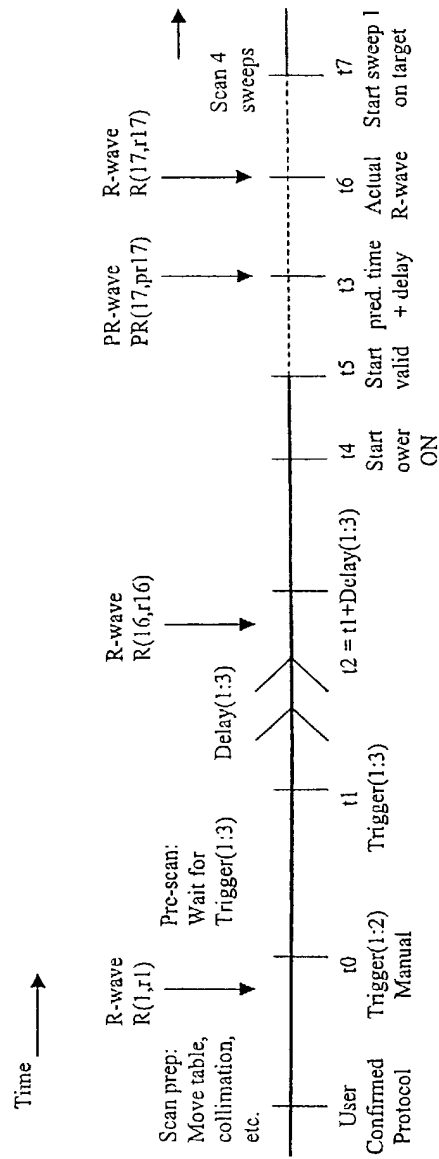 Time
Scan prep:
Move table,
collimation,
etc.
R-wave
R(1,r1)
Pre-scan:
Wait for
Trigger(1:3)
Delay(1:3)
R-wave
R(16,r16)
PR-wave
PR(17,pr17)
R-wave
R(17,r17)
Scan 4
sweeps
User
Confirmed
Protocol
t0
Trigger(1:2)
Manual
t1
Trigger(1:3)
t2 = t1+Delay(1:3)
t4
Start
ower
ON
t5
Start
valid
t3
pred. time
+ delay
t6
Actual
R-wave
t7
Start sweep 1
on target